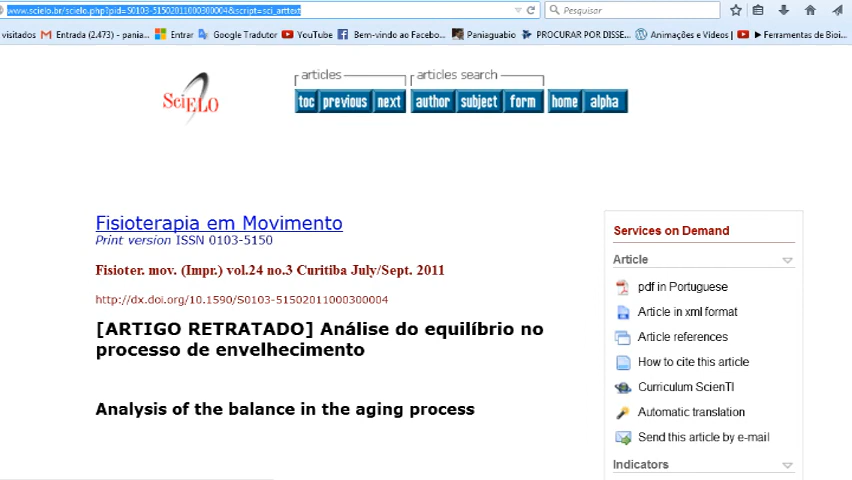 www.scielo.br/scielo.php?pid=S0103-51502011000300004&script=sci_arttext
Pesquisar
visitados Entrada (2.473) - pania... Entrar Google Tradutor YouTube Bem-vindo ao Facebo... Paniaguabio PROCURAR POR DISSE... Animações e Vídeos | Ferramentas de Bioi...
articles articles search
SciELO
toc previous next author subject form home alpha
Fisioterapia em Movimento
Print version ISSN 0103-5150
Fisioter. mov. (Impr.) vol.24 no.3 Curitiba July/Sept. 2011
http://dx.doi.org/10.1590/S0103-51502011000300004
[ARTIGO RETRATADO] Análise do equilíbrio no
processo de envelhecimento
Analysis of the balance in the aging process
Services on Demand
Article
pdf in Portuguese
Article in xml format
Article references
How to cite this article
Curriculum ScienTI
Automatic translation
Send this article by e-mail
Indicators